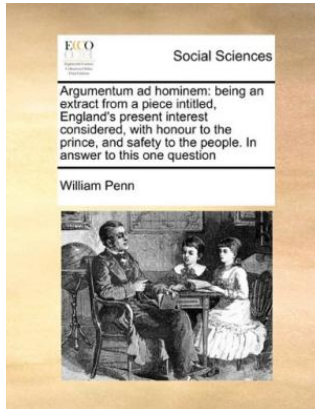 ECCO
Social Sciences
Argumentum ad hominem: being an
extract from a piece intitled,
England's present interest
considered, with honour to the
prince, and safety to the people. In
answer to this one question
William Penn